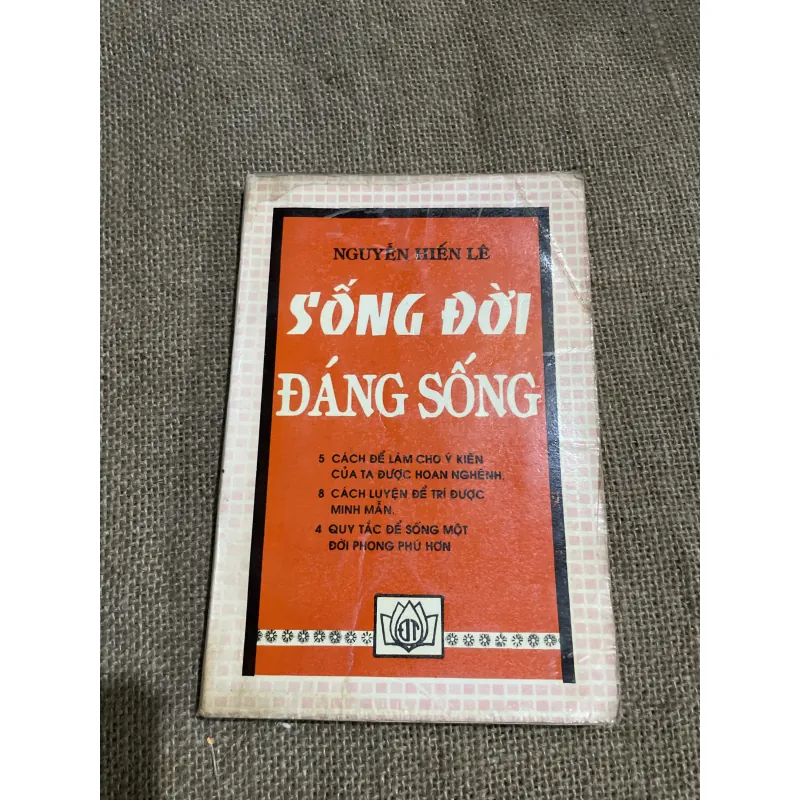 NGUYỄN HIẾN LÊ
SỐNG ĐỜI
ĐÁNG SỐNG
5 CÁCH ĐỂ LÀM CHO Ý KIẾN
CỦA TA ĐƯỢC HOAN NGHÊNH.
8 CÁCH LUYỆN ĐỂ TRÍ ĐƯỢC
MINH MẪN.
4 QUY TẮC ĐỂ SỐNG MỘT
ĐỜI PHONG PHÚ HƠN